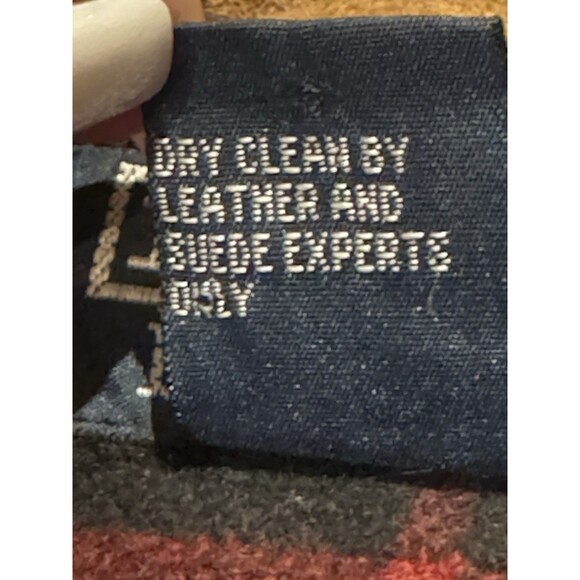 DRY CLEAN BY
LEATHER AND
SUEDE EXPERTS
ONLY